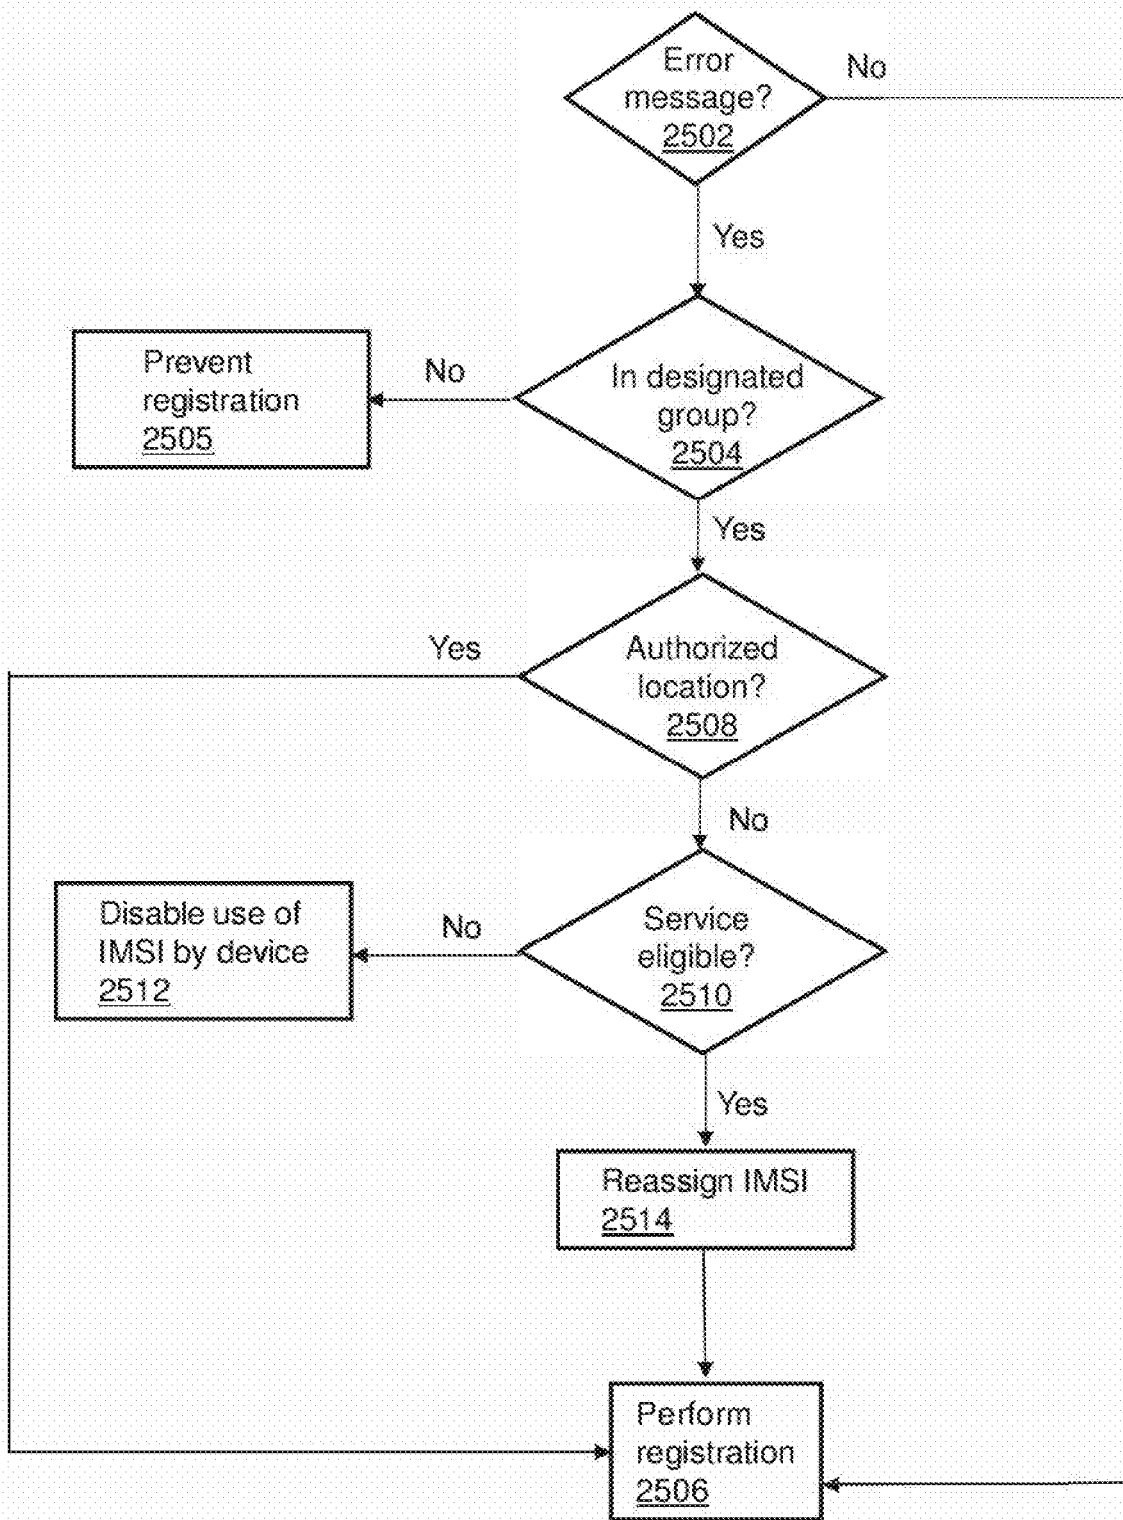 Error
message?
2502
No
Yes
Prevent
registration
2505
No
In designated
group?
2504
Yes
Yes
Authorized
location?
2508
No
Disable use of
IMSI by device
2512
No
Service
eligible?
2510
Yes
Reassign IMSI
2514
Perform
registration
2506